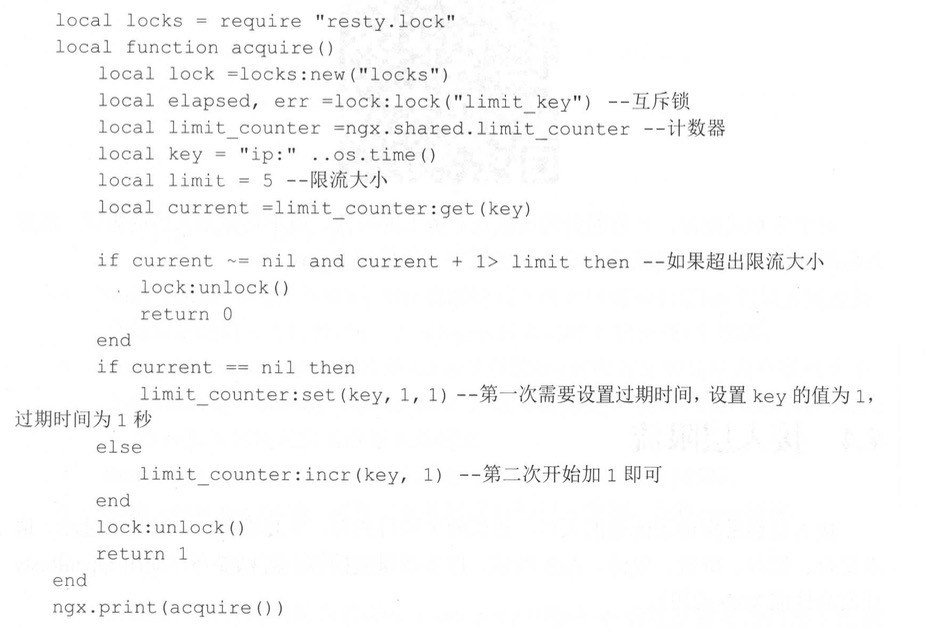 local locks = require "resty.lock"
local function acquire()
local lock =locks:new("locks")
local elapsed, err =lock:lock("limit_key") --互斥锁
local limit_counter =ngx.shared.limit_counter --计数器
local key = "ip:" ..os.time()
local limit = 5 --限流大小
local current =limit_counter:get(key)
if current ~= nil and current + 1> limit then --如果超出限流大小
lock:unlock()
return 0
end
if current == nil then
limit_counter:set(key,1,1) --第一次需要设置过期时间，设置 key 的值为 1，
过期时间为 1 秒
else
limit_counter:incr(key, 1) --第二次开始加 1 即可
end
lock:unlock()
return 1
end
ngx.print(acquire())